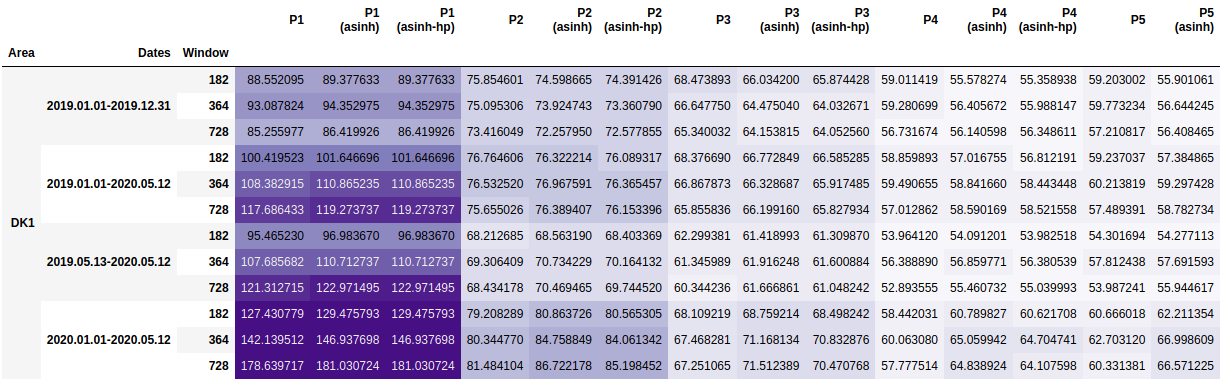 P1 P1 (asinh) P1 (asinh-hp) P2 P2 (asinh) P2 (asinh-hp) P3 P3 (asinh) P3 (asinh-hp) P4 P4 (asinh) P4 (asinh-hp) P5 P5 (asinh)
Area Dates Window
182 88.552095 89.377633 89.377633 75.854601 74.598665 74.391426 68.473893 66.034200 65.874428 59.011419 55.578274 55.358938 59.203002 55.901061
2019.01.01-2019.12.31 364 93.087824 94.352975 94.352975 75.095306 73.924743 73.360790 66.647750 64.475040 64.032671 59.280699 56.405672 55.988147 59.773234 56.644245
728 85.255977 86.419926 86.419926 73.416049 72.257950 72.577855 65.340032 64.153815 64.052560 56.731674 56.140598 56.348611 57.210817 56.408465
182 100.419523 101.646696 101.646696 76.764606 76.322214 76.089317 68.376690 66.772849 66.585285 58.859893 57.016755 56.812191 59.237037 57.384865
2019.01.01-2020.05.12 364 108.382915 110.865235 110.865235 76.532520 76.967591 76.365457 66.867873 66.328687 65.917485 59.490655 58.841660 58.443448 60.213819 59.297428
728 117.686433 119.273737 119.273737 75.655026 76.389407 76.153396 65.855836 66.199160 65.827934 57.012862 58.590169 58.521558 57.489391 58.782734
DK1
182 95.465230 96.983670 96.983670 68.212685 68.563190 68.403369 62.299381 61.418993 61.309870 53.964120 54.091201 53.982518 54.301694 54.277113
2019.05.13-2020.05.12 364 107.685682 110.712737 110.712737 69.306409 70.734229 70.164132 61.345989 61.916248 61.600884 56.388890 56.859771 56.380539 57.812438 57.691593
728 121.312715 122.971495 122.971495 68.434178 70.469465 69.744520 60.344236 61.666861 61.048242 52.893555 55.460732 55.039993 53.987241 55.944617
182 127.430779 129.475793 129.475793 79.208289 80.863726 80.565305 68.109219 68.759214 68.498242 58.442031 60.789827 60.621708 60.666018 62.211354
2020.01.01-2020.05.12 364 142.139512 146.937698 146.937698 80.344770 84.758849 84.061342 67.468281 71.168134 70.832876 60.063080 65.059942 64.704741 62.703120 66.998609
728 178.639717 181.030724 181.030724 81.484104 86.722178 85.198452 67.251065 71.512389 70.470768 57.777514 64.838924 64.107598 60.331381 66.571225